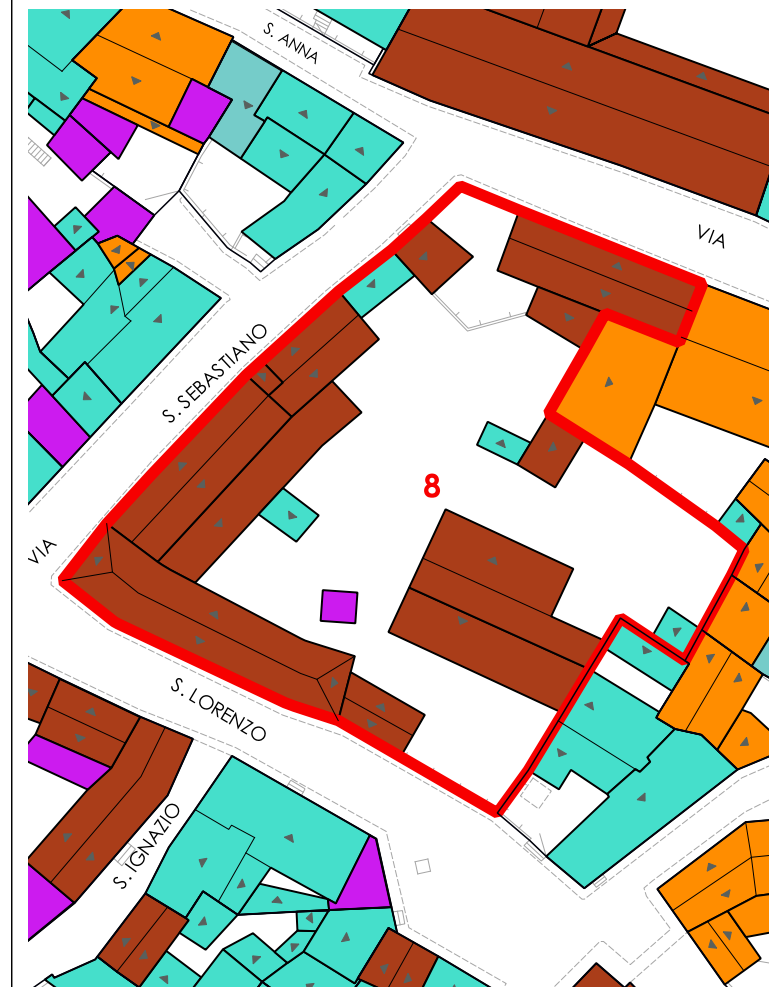 S. ANNA
VIA
S. SEBASTIANO
8
VIA
S. LORENZO
S. IGNAZIO